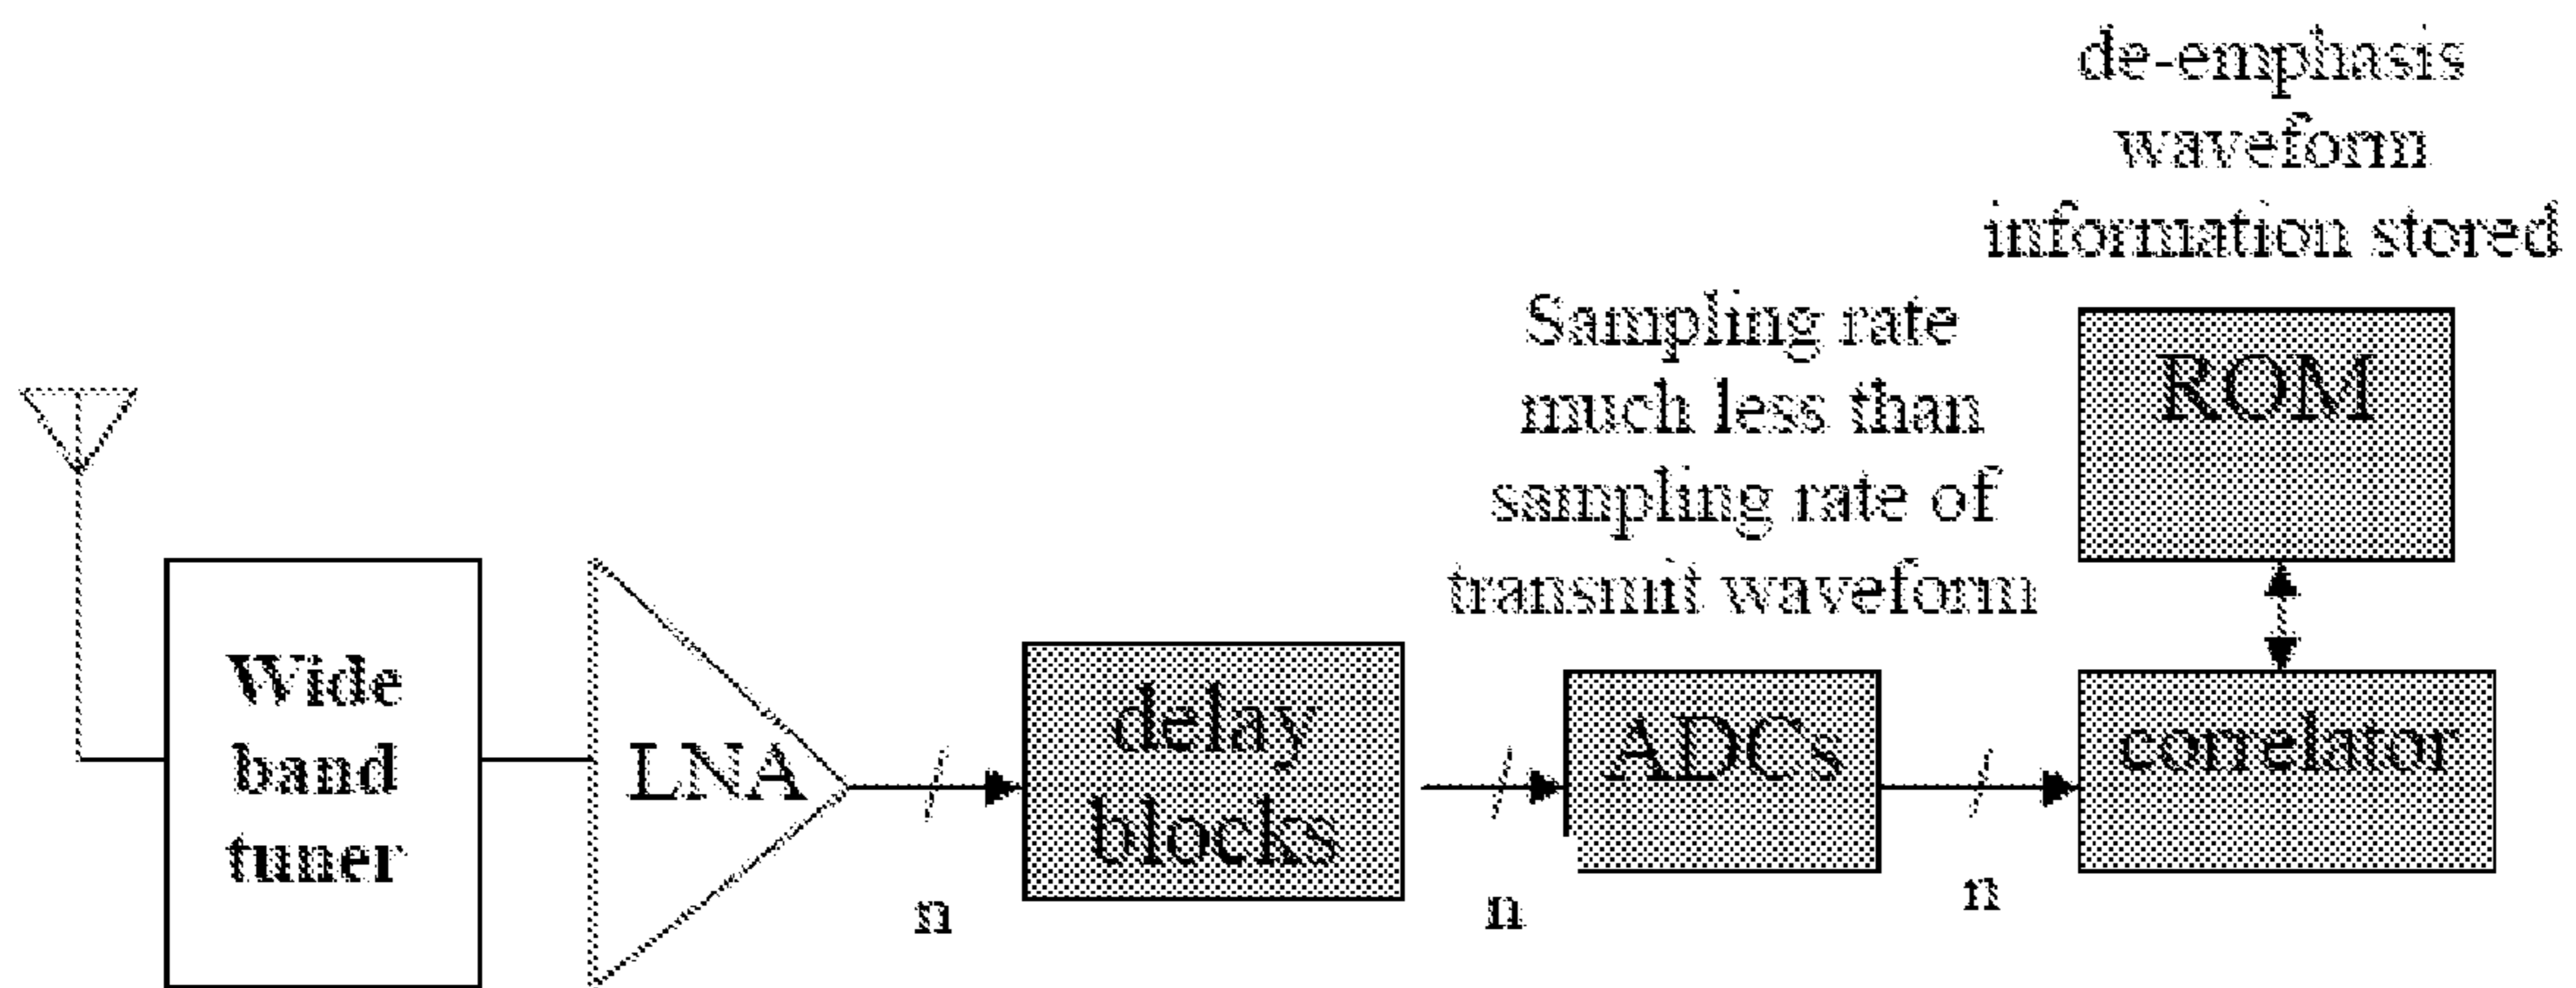 de-emphasis
waveform
information stored
Sampling rate
much less than
sampling rate of
transmit waveform
ROM
Wide
band
tuner
LNA
delay
blocks
ADCs
correlator
n
n
n